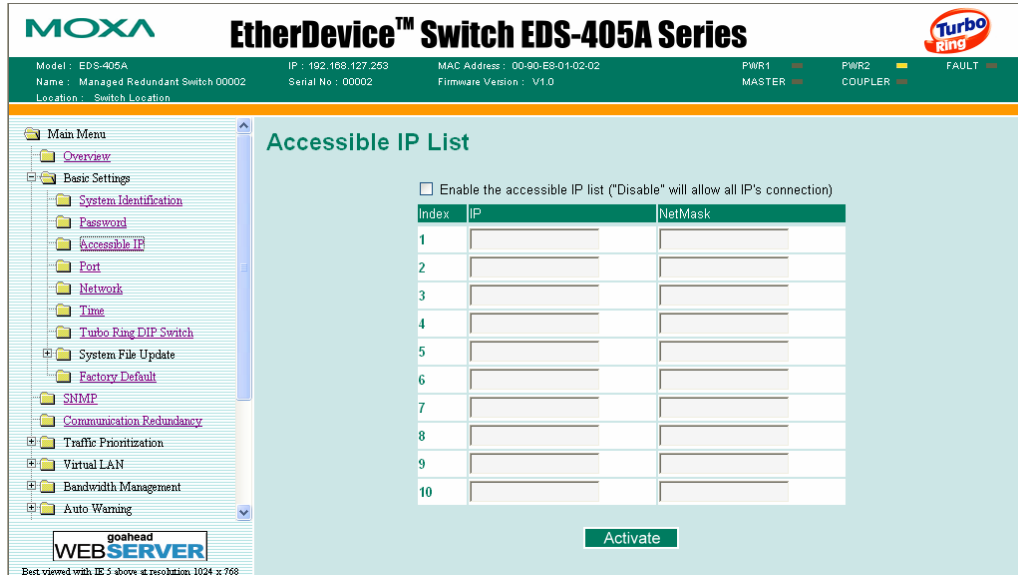 MOXA
EtherDevice™ Switch EDS-405A Series
Turbo Ring
Model : EDS-405A
IP : 192.168.127.253
MAC Address : 00-90-E8-01-02-02
PWR1
PWR2
FAULT
Name : Managed Redundant Switch 00002
Serial No : 00002
Firmware Version : V1.0
MASTER
COUPLER
Location : Switch Location
Main Menu
Overview
Basic Settings
System Identification
Password
Accessible IP
Port
Network
Time
Turbo Ring DIP Switch
System File Update
Factory Default
SNMP
Communication Redundancy
Traffic Prioritization
Virtual LAN
Bandwidth Management
Auto Warning
goahead
WEBSERVER
Best viewed with IE 5 above at resolution 1024 x 768
Accessible IP List
Enable the accessible IP list ("Disable" will allow all IP's connection)
Index IP NetMask
1
2
3
4
5
6
7
8
9
10
Activate